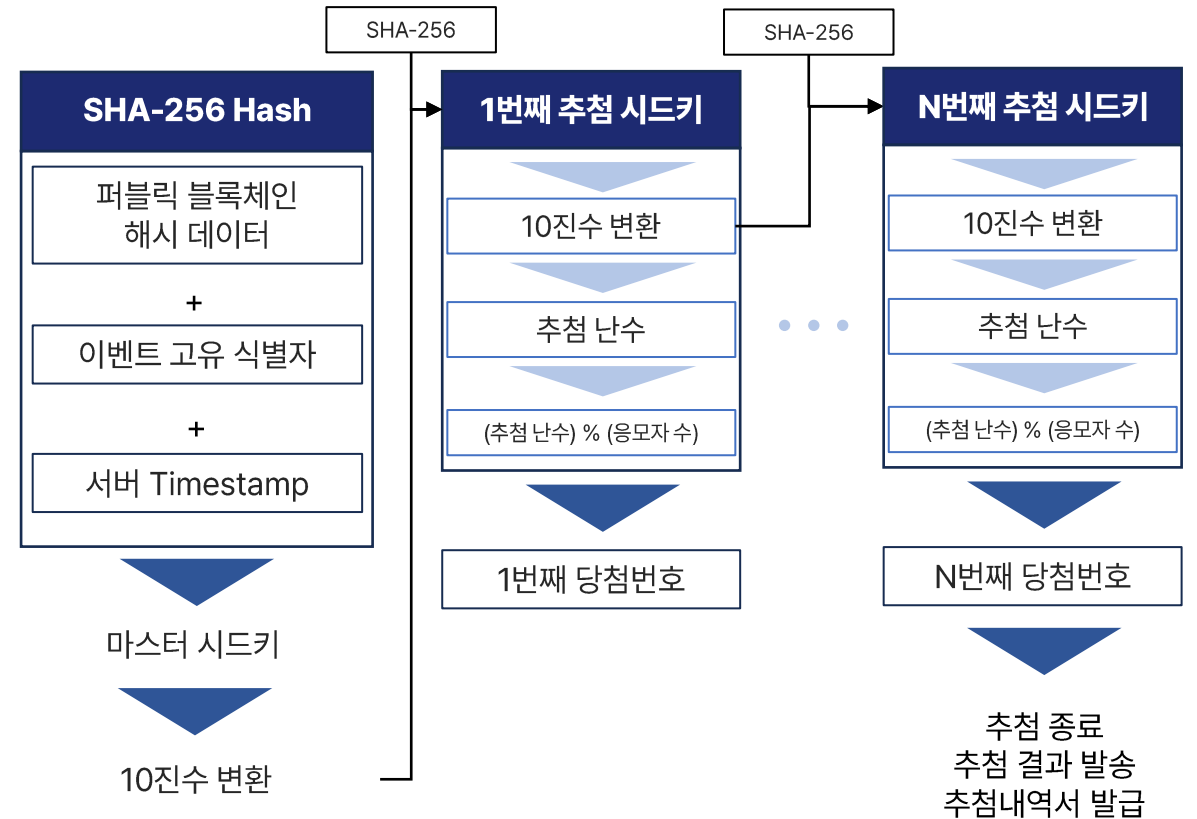 SHA-256 Hash
퍼블릭 블록체인
해시 데이터
+
이벤트 고유 식별자
+
서버 Timestamp
마스터 시드키
10진수 변환
SHA-256
1번째 추첨 시드키
10진수 변환
추첨 난수
(추첨 난수) % (응모자 수)
1번째 당첨번호
SHA-256
N번째 추첨 시드키
10진수 변환
추첨 난수
(추첨 난수) % (응모자 수)
N번째 당첨번호
추첨 종료
추첨 결과 발송
추첨내역서 발급